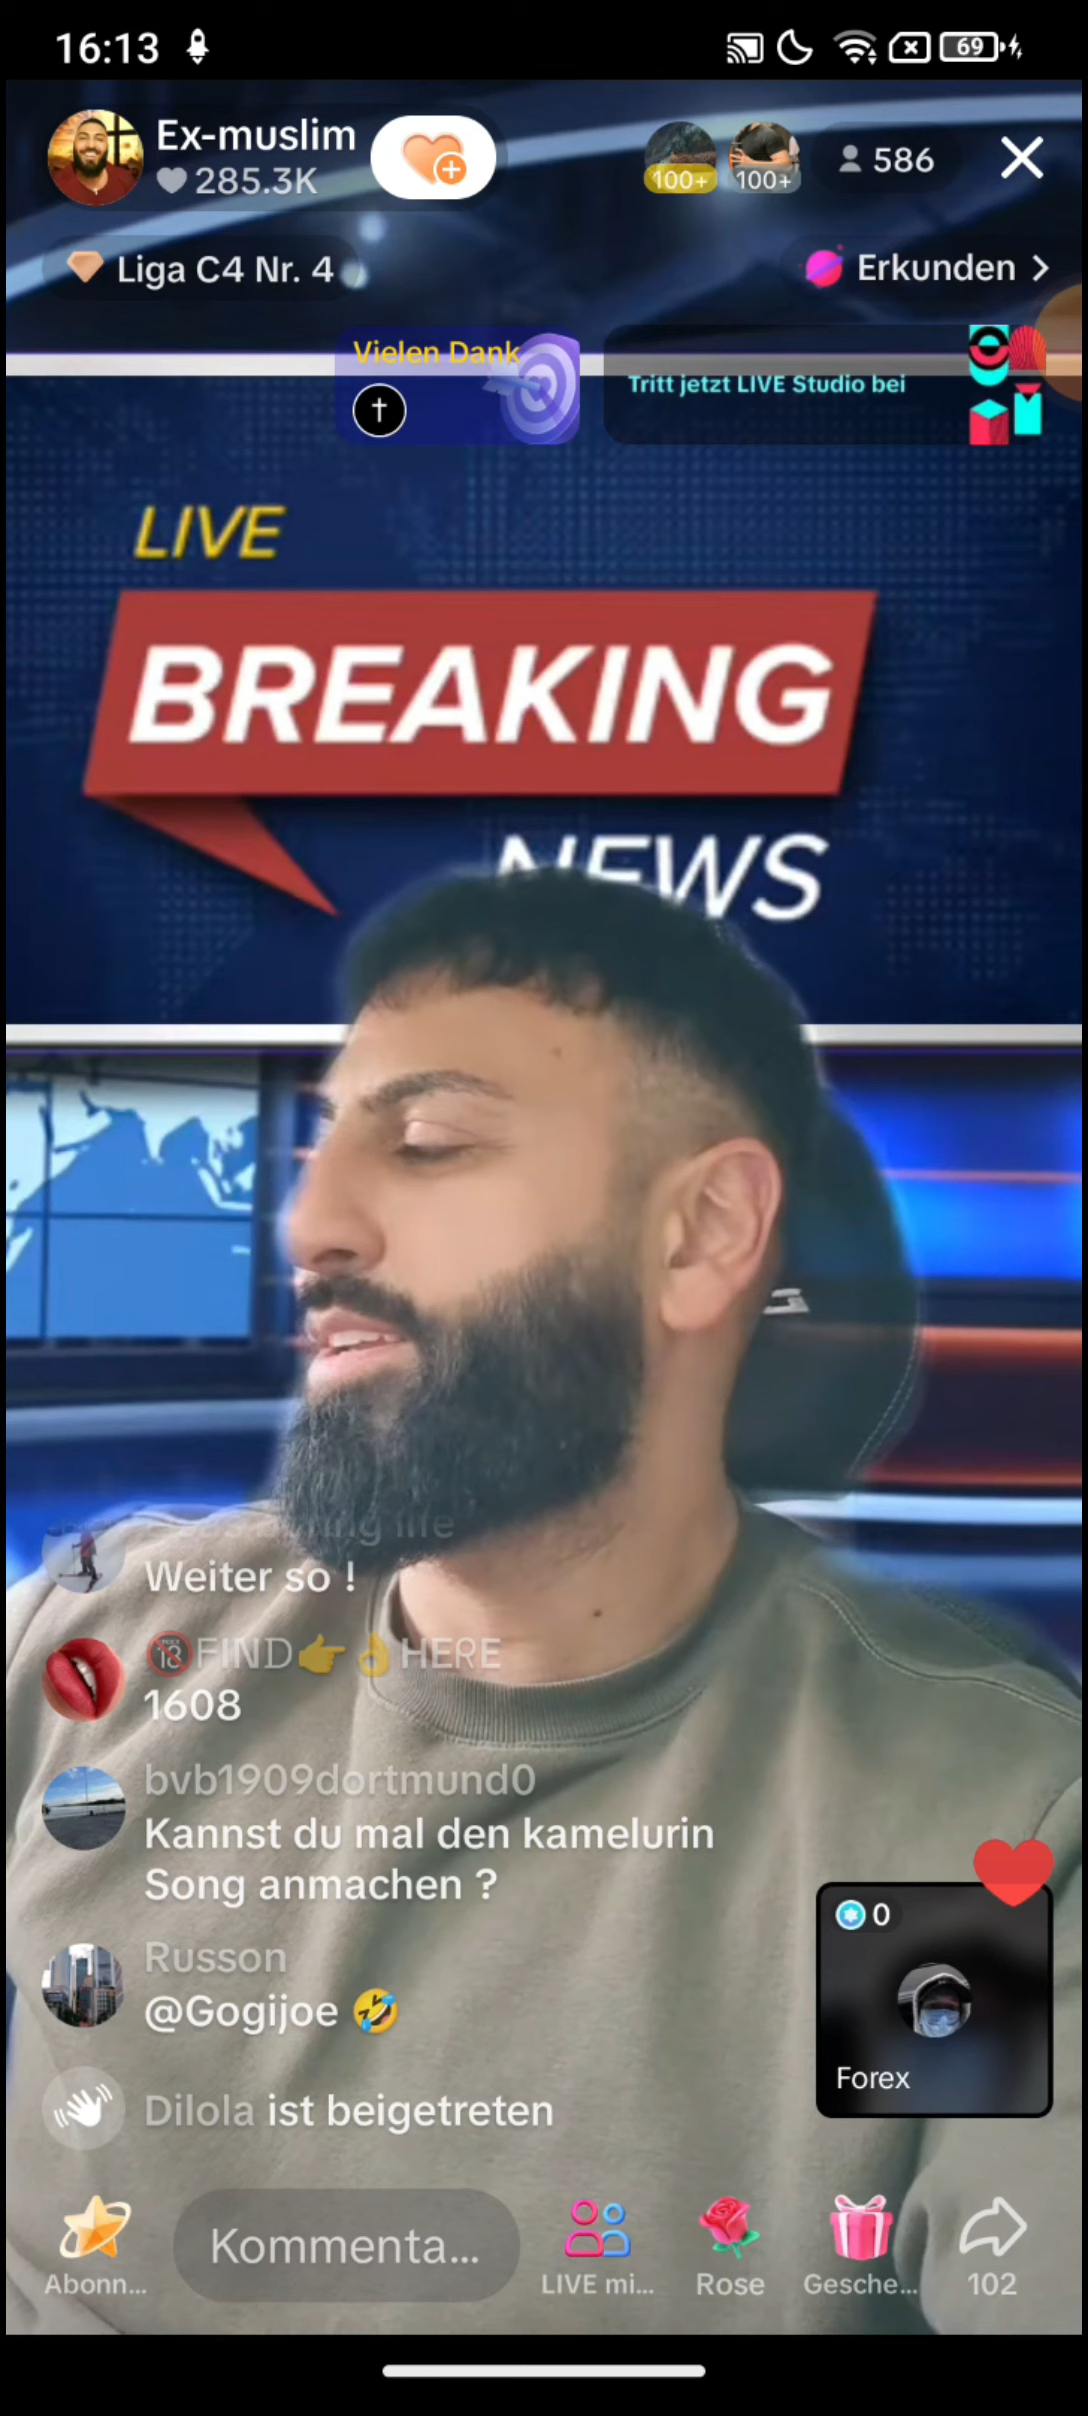 16:13
69
Ex-muslim
285.3K
100+
100+
586
Liga C4 Nr. 4
Erkunden >
Vielen Dank
Tritt jetzt LIVE Studio bei
LIVE
BREAKING
NEWS
life
Weiter so !
🔞FIND👉👌HERE
1608
bvb1909dortmund0
Kannst du mal den kamelurin
Song anmachen ?
Russon
@Gogijoe 🤣
Dilola ist beigetreten
0
Forex
Abonn...
Kommenta...
LIVE mi...
Rose
Gesche...
102